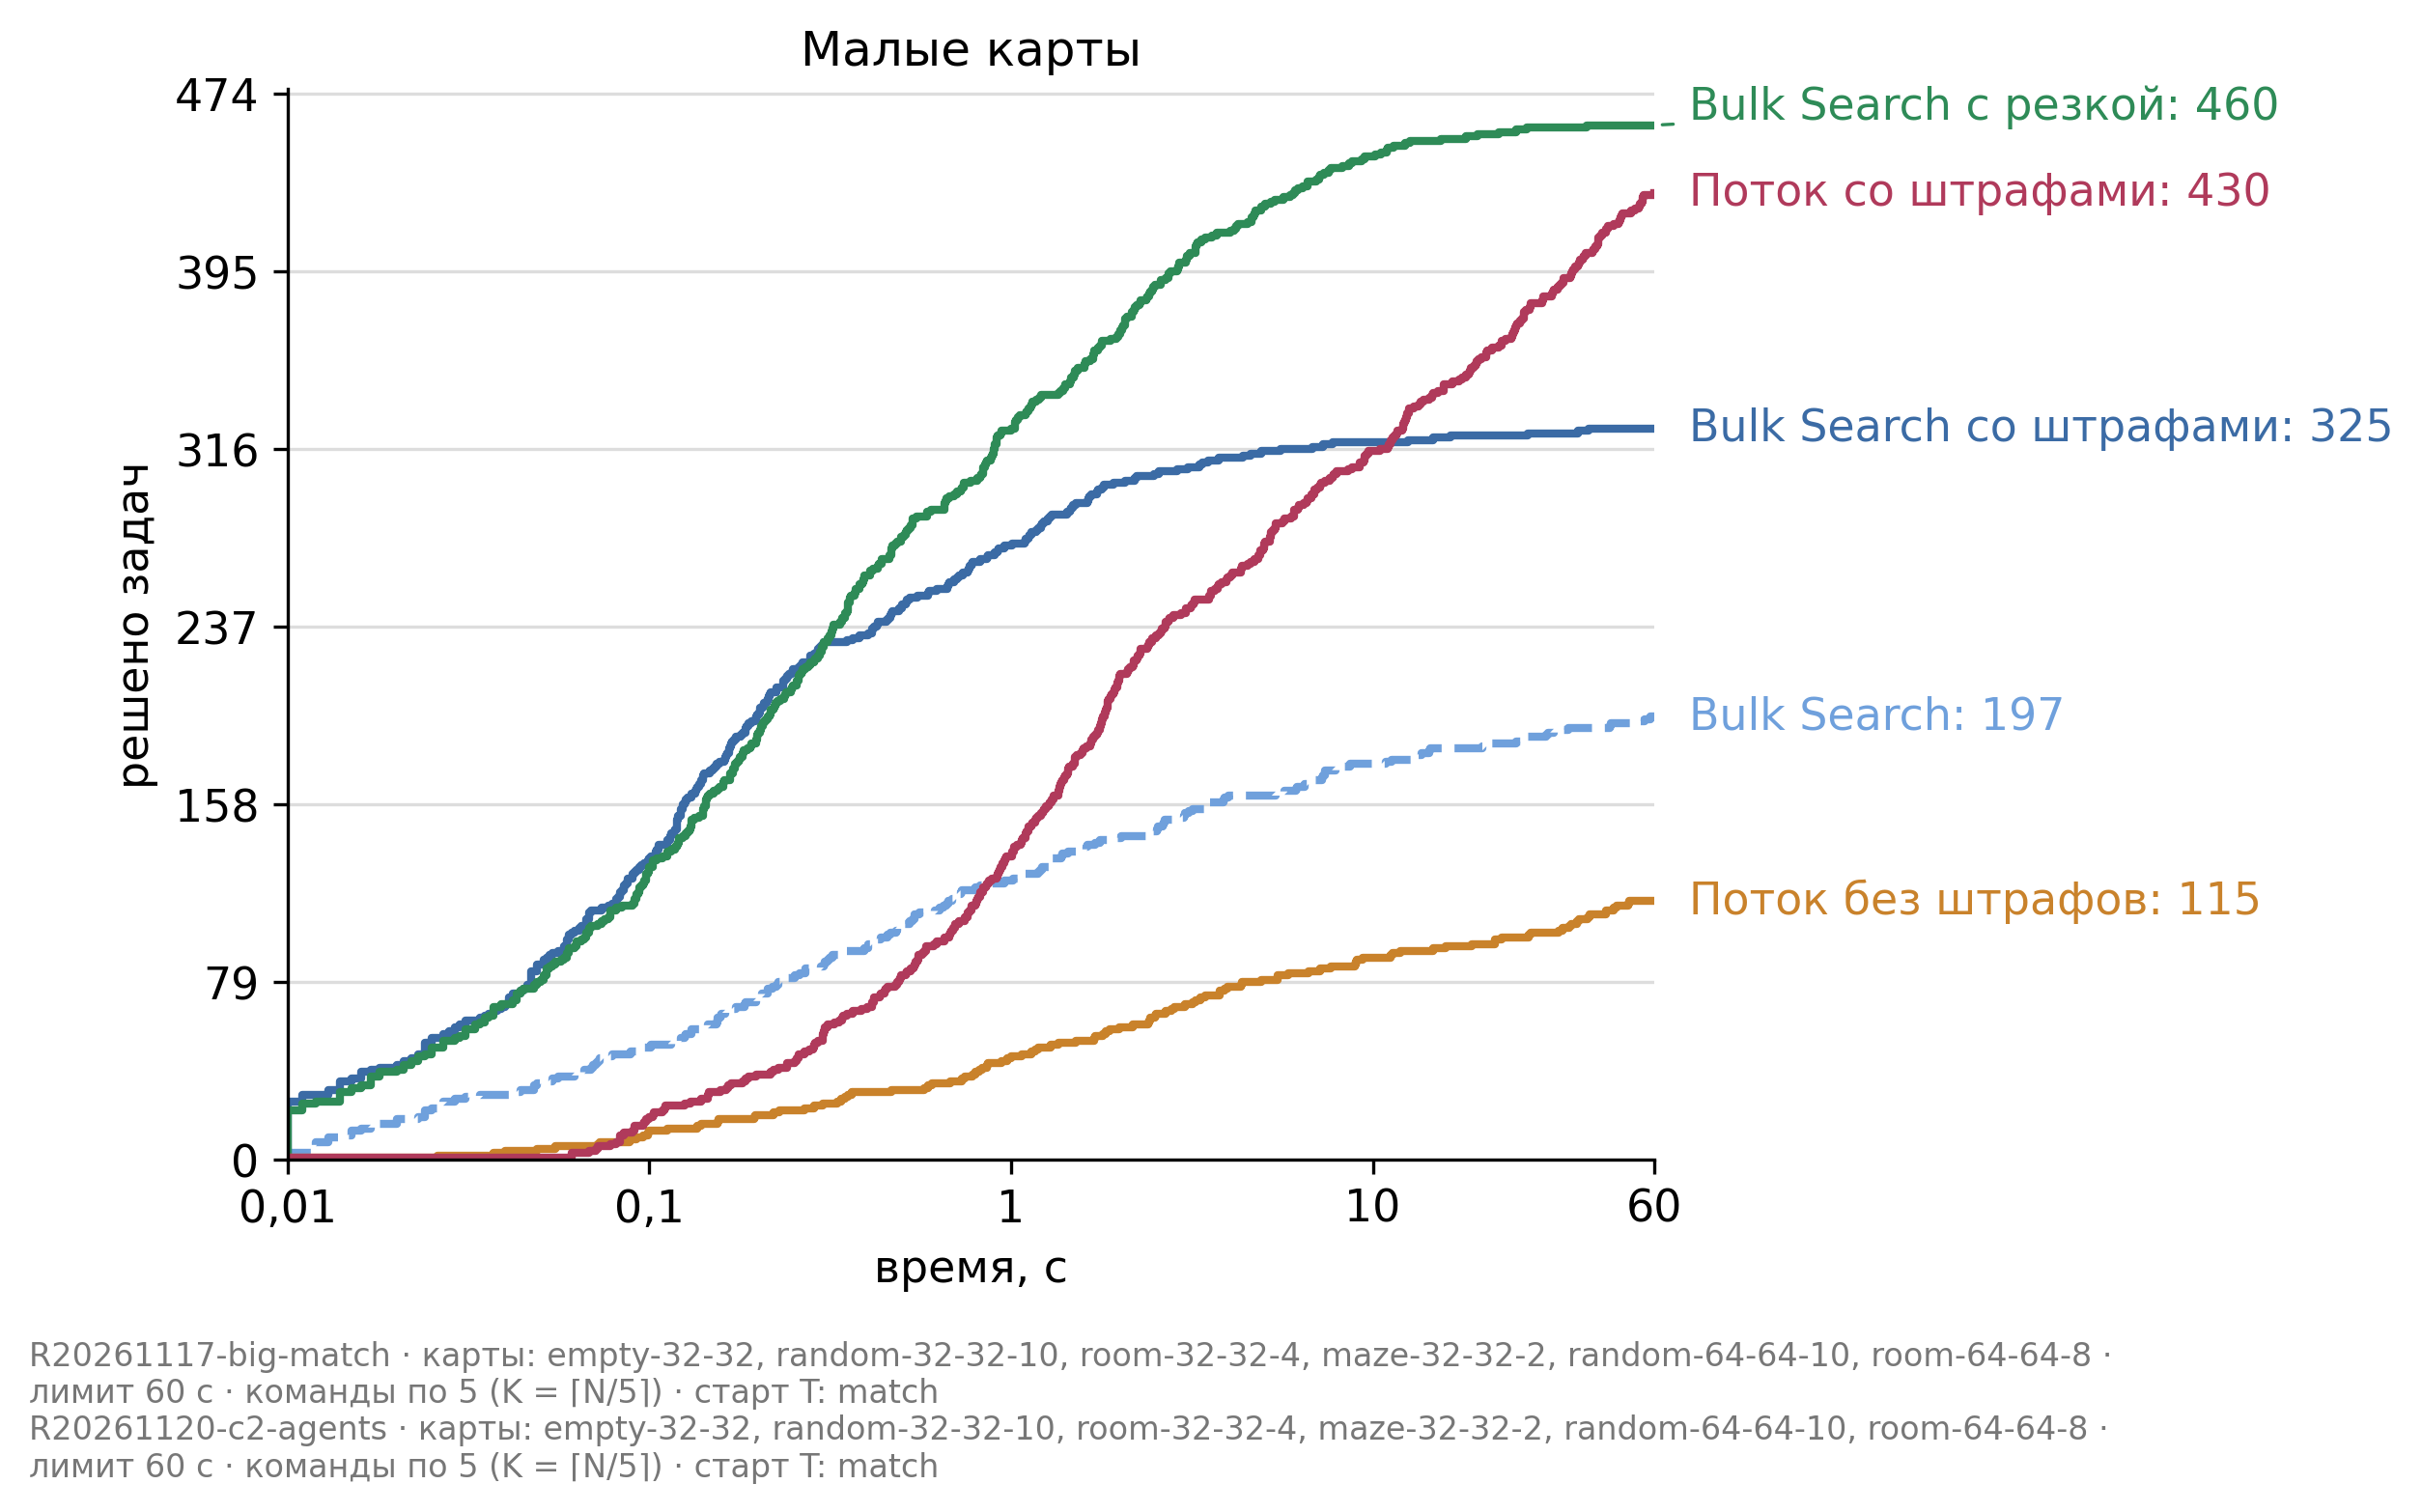 Малые карты
474
395
316
237
158
79
0
решено задач
0,01
0,1
1
10
60
время, с
Bulk Search с резкой: 460
Поток со штрафами: 430
Bulk Search со штрафами: 325
Bulk Search: 197
Поток без штрафов: 115
R20261117-big-match · карты: empty-32-32, random-32-32-10, room-32-32-4, maze-32-32-2, random-64-64-10, room-64-64-8 ·
лимит 60 с · команды по 5 (K = ⌈N/5⌉) · старт T: match
R20261120-c2-agents · карты: empty-32-32, random-32-32-10, room-32-32-4, maze-32-32-2, random-64-64-10, room-64-64-8 ·
лимит 60 с · команды по 5 (K = ⌈N/5⌉) · старт T: match